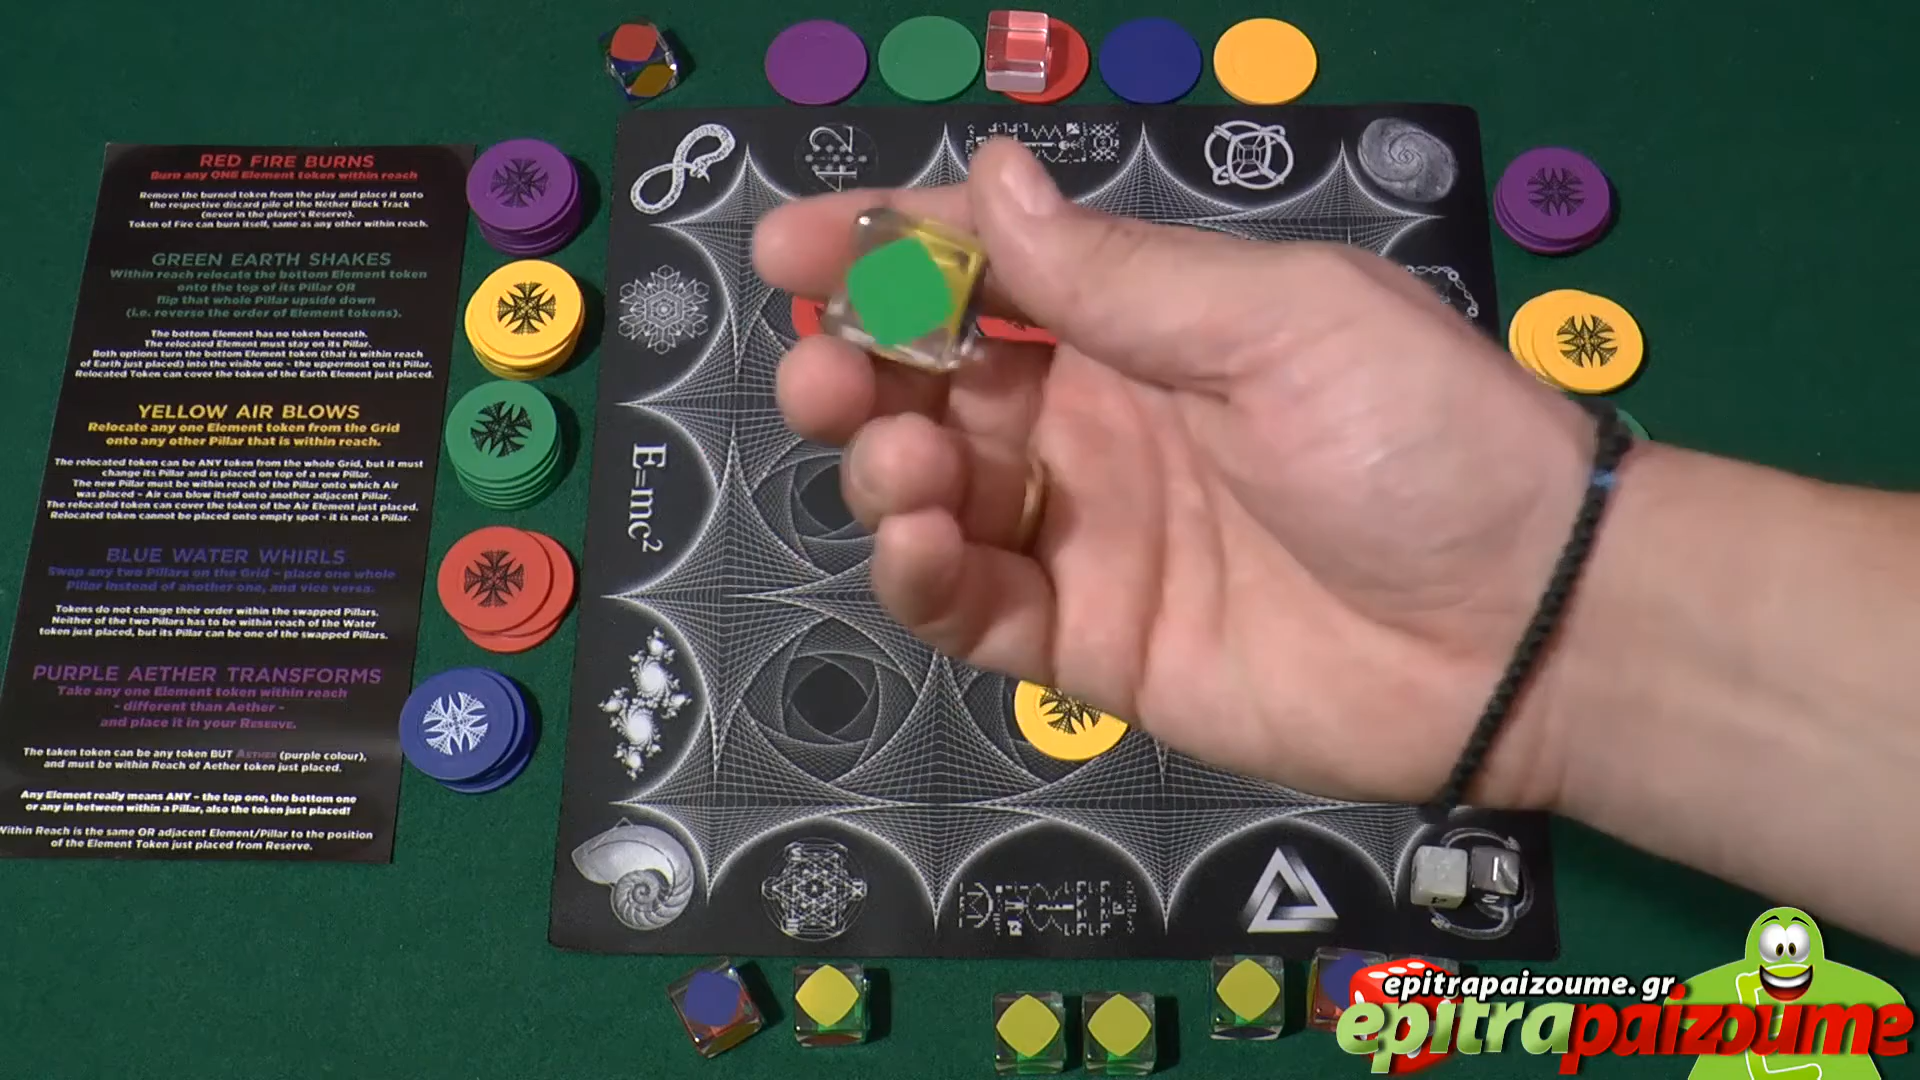 RED FIRE BURNS
Burn any ONE Element token within reach
Remove the burned token from the play and place it onto
the respective discard pile of the Nether Block Track
(never in the player's Reserve).
Token of Fire can burn itself, same as any other within reach.
GREEN EARTH SHAKES
Within reach relocate the bottom Element token
onto the top of its Pillar OR
flip that whole Pillar upside down
(i.e. reverse the order of Element tokens).
The bottom Element has no token beneath.
The relocated Element must stay on its Pillar.
Both options turn the bottom Element token (that is within reach
of Earth just placed) into the visible one - the uppermost on its Pillar.
Relocated Token can cover the token of the Earth Element just placed.
YELLOW AIR BLOWS
Relocate any one Element token from the Grid
onto any other Pillar that is within reach.
The relocated token can be ANY token from the whole Grid, but it must
change its Pillar and is placed on top of a new Pillar.
The new Pillar must be within reach of the Pillar onto which Air
was placed - Air can blow itself onto another adjacent Pillar.
The relocated token can cover the token of the Air Element just placed.
Relocated token cannot be placed onto empty spot - it is not a Pillar.
BLUE WATER WHIRLS
Swap any two Pillars on the Grid - place one whole
Pillar instead of another one, and vice versa.
Tokens do not change their order within the swapped Pillars.
Neither of the two Pillars has to be within reach of the Water
token just placed, but its Pillar can be one of the swapped Pillars.
PURPLE AETHER TRANSFORMS
Take any one Element token within reach
- different than Aether -
and place it in your RESERVE.
The taken token can be any token BUT AETHER (purple colour),
and must be within Reach of Aether token just placed.
Any Element really means ANY - the top one, the bottom one
or any in between within a Pillar, also the token just placed!
Within Reach is the same OR adjacent Element/Pillar to the position
of the Element Token just placed from Reserve.
42
E=mc²
epitrapaizoume.gr
epitrapaizoume